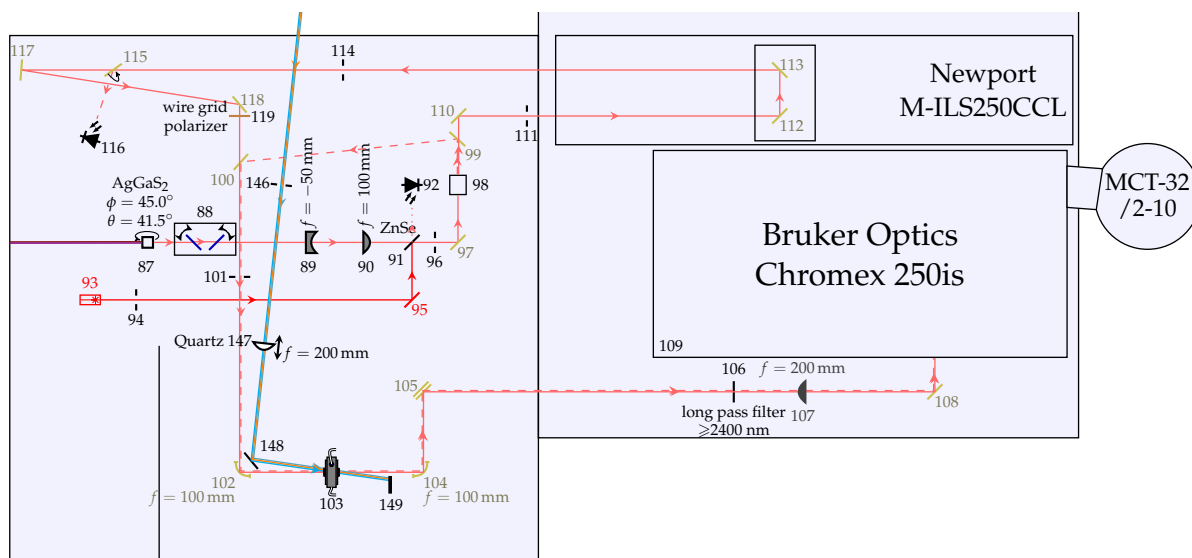 117
115
114
113
112
Newport
M-ILS250CCL
118
wire grid
polarizer
119
116
110
111
99
100
146
f = −50 mm
f = 100 mm
92
98
MCT-32
/2-10
AgGaS₂
ϕ = 45.0°
θ = 41.5°
88
ZnSe
87
89
90
91
96
97
Bruker Optics
Chromex 250is
101
93
94
95
Quartz 147
f = 200 mm
109
106
f = 200 mm
105
107
108
long pass filter
⩾2400 nm
148
102
f = 100 mm
103
149
104
f = 100 mm